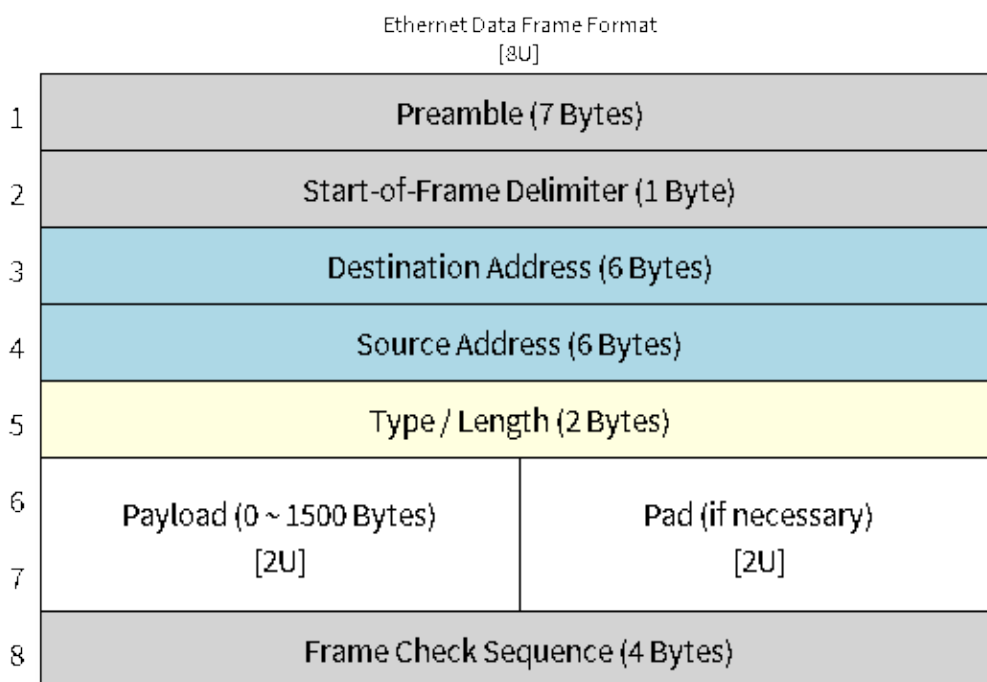 Ethernet Data Frame Format
[8U]
1
Preamble (7 Bytes)
2
Start-of-Frame Delimiter (1 Byte)
3
Destination Address (6 Bytes)
4
Source Address (6 Bytes)
5
Type / Length (2 Bytes)
6
Payload (0 ~ 1500 Bytes)
[2U]
Pad (if necessary)
[2U]
7
8
Frame Check Sequence (4 Bytes)